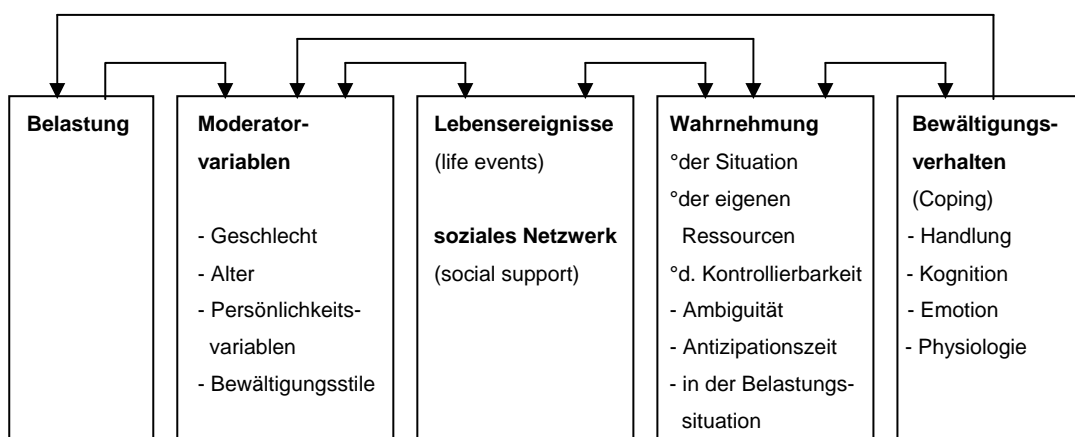 Belastung
Moderator-
variablen
- Geschlecht
- Alter
- Persönlichkeits-
variablen
- Bewältigungsstile
Lebensereignisse
(life events)
soziales Netzwerk
(social support)
Wahrnehmung
°der Situation
°der eigenen
Ressourcen
°d. Kontrollierbarkeit
- Ambiguität
- Antizipationszeit
- in der Belastungs-
situation
Bewältigungs-
verhalten
(Coping)
- Handlung
- Kognition
- Emotion
- Physiologie